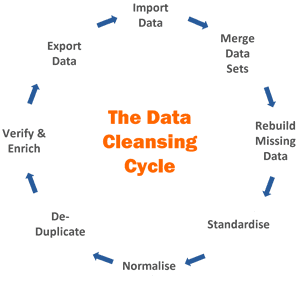 Import
Data
Merge
Data
Sets
Rebuild
Missing
Data
Standardise
Normalise
De-
Duplicate
Verify &
Enrich
Export
Data
The Data
Cleansing
Cycle